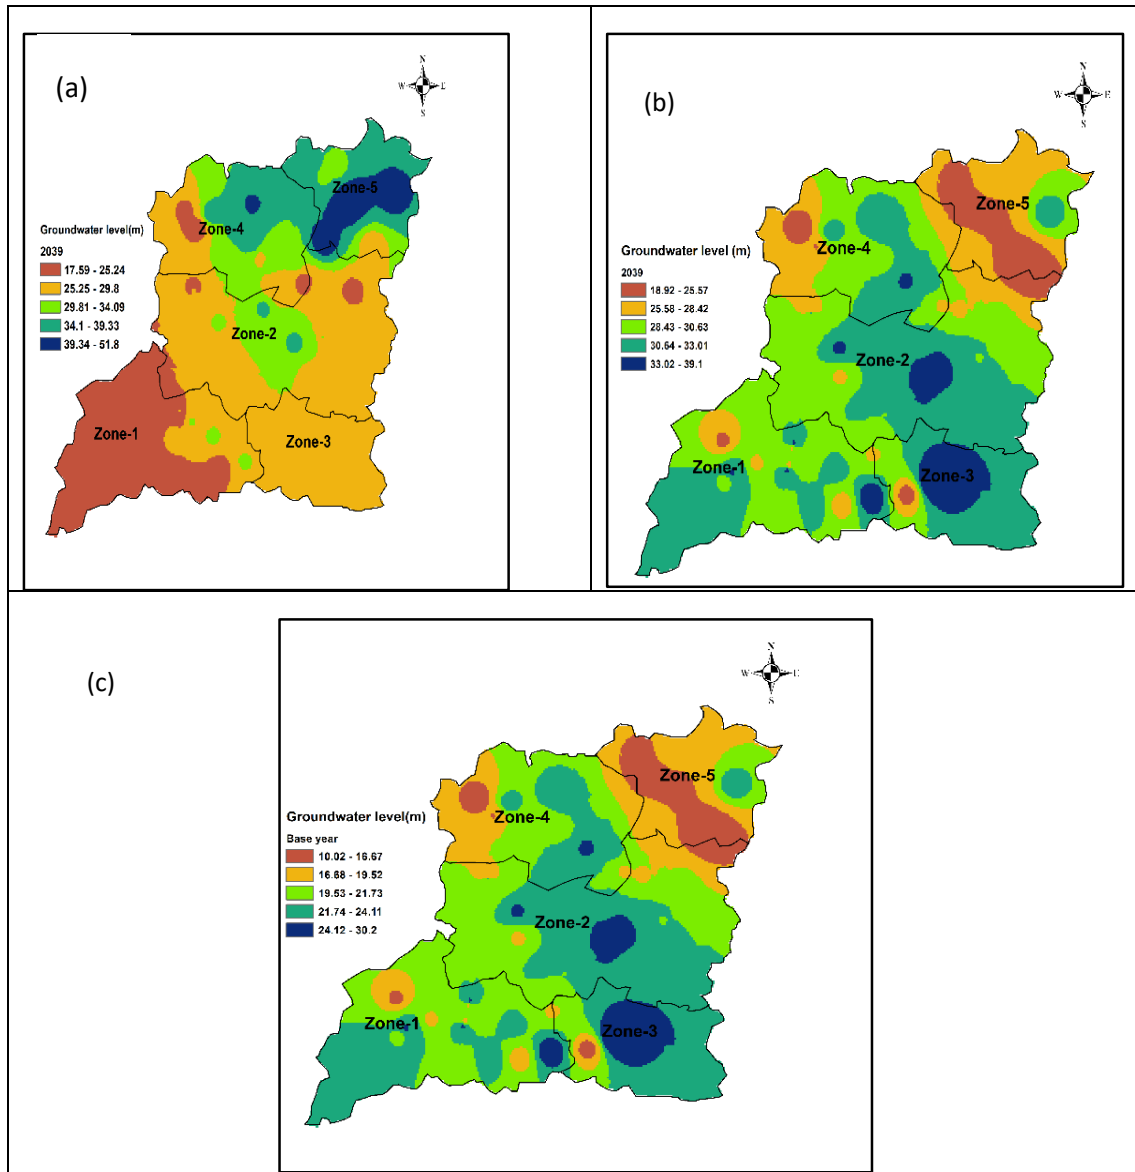 (a)
N
W E
S
Zone-5
Zone-4
Groundwater level(m)
2039
17.59 - 25.24
25.25 - 29.8
29.81 - 34.09
34.1 - 39.33
39.34 - 51.8
Zone-2
Zone-1
Zone-3
(b)
N
W E
S
Zone-5
Zone-4
Groundwater level (m)
2039
18.92 - 25.57
25.58 - 28.42
28.43 - 30.63
30.64 - 33.01
33.02 - 39.1
Zone-2
Zone-1
Zone-3
(c)
N
W E
S
Zone-5
Zone-4
Groundwater level(m)
Base year
10.02 - 16.67
16.68 - 19.52
19.53 - 21.73
21.74 - 24.11
24.12 - 30.2
Zone-2
Zone-1
Zone-3